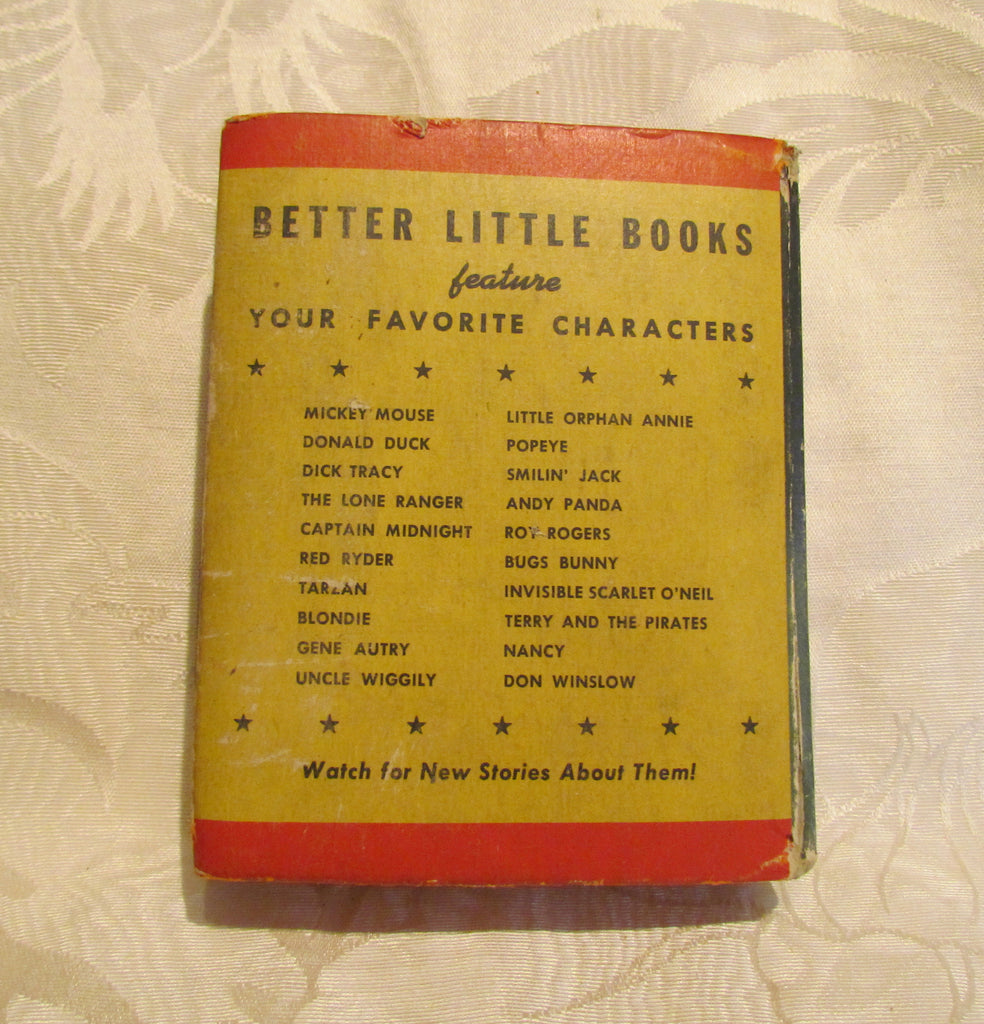 BETTER LITTLE BOOKS
feature
YOUR FAVORITE CHARACTERS
MICKEY MOUSE
DONALD DUCK
DICK TRACY
THE LONE RANGER
CAPTAIN MIDNIGHT
RED RYDER
TARZAN
BLONDIE
GENE AUTRY
UNCLE WIGGILY
LITTLE ORPHAN ANNIE
POPEYE
SMILIN' JACK
ANDY PANDA
ROY ROGERS
BUGS BUNNY
INVISIBLE SCARLET O'NEIL
TERRY AND THE PIRATES
NANCY
DON WINSLOW
Watch for New Stories About Them!